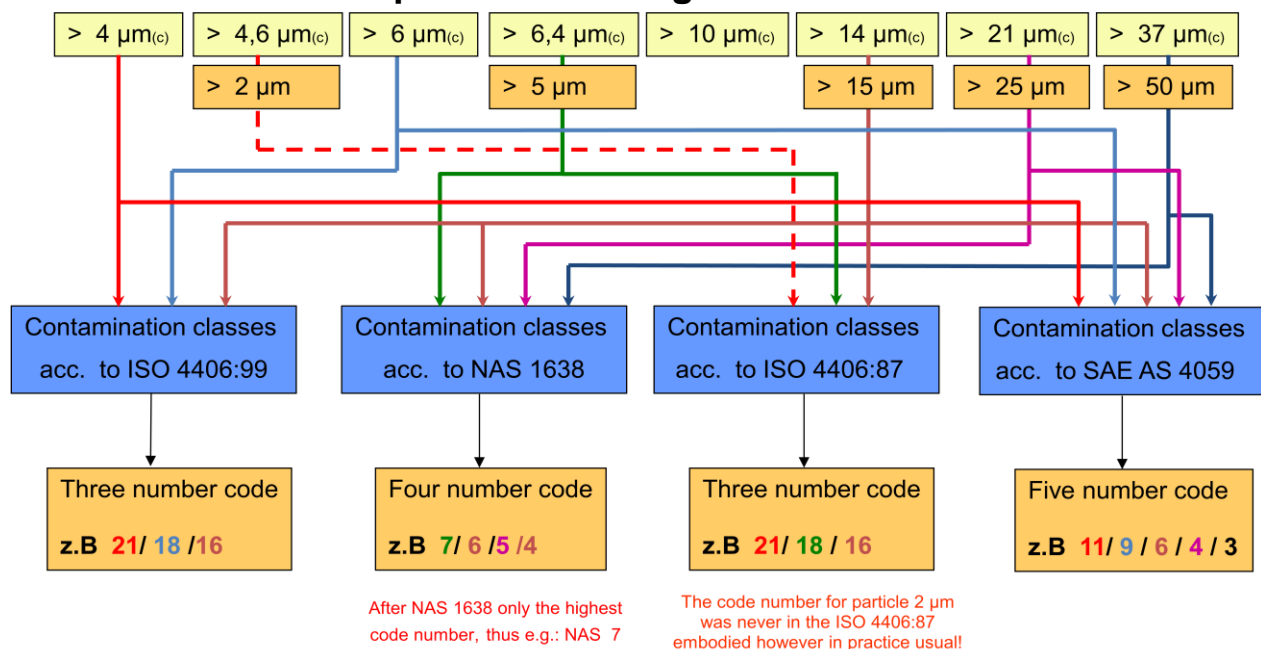 > 4 µm(c)
> 4,6 µm(c)
> 6 µm(c)
> 6,4 µm(c)
> 10 µm(c)
> 14 µm(c)
> 21 µm(c)
> 37 µm(c)
> 2 µm
> 5 µm
> 15 µm
> 25 µm
> 50 µm
Contamination classes
acc. to ISO 4406:99
Contamination classes
acc. to NAS 1638
Contamination classes
acc. to ISO 4406:87
Contamination classes
acc. to SAE AS 4059
Three number code
z.B 21/ 18 /16
Four number code
z.B 7/ 6 /5 /4
Three number code
z.B 21/ 18 / 16
Five number code
z.B 11/ 9 / 6 / 4 / 3
After NAS 1638 only the highest
code number, thus e.g.: NAS 7
The code number for particle 2 µm
was never in the ISO 4406:87
embodied however in practice usual!